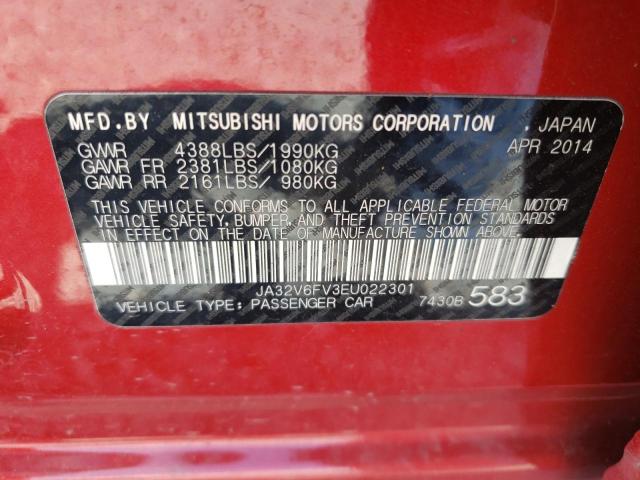 MFD.BY MITSUBISHI MOTORS CORPORATION . JAPAN
GVWR 4388LBS/1990KG APR 2014
GAWR FR 2381LBS/1080KG
GAWR RR 2161LBS/ 980KG
THIS VEHICLE CONFORMS TO ALL APPLICABLE FEDERAL MOTOR
VEHICLE SAFETY, BUMPER, AND THEFT PREVENTION STANDARDS
IN EFFECT ON THE DATE OF MANUFACTURE SHOWN ABOVE.
JA32V6FV3EU022301
VEHICLE TYPE: PASSENGER CAR 7430B 583